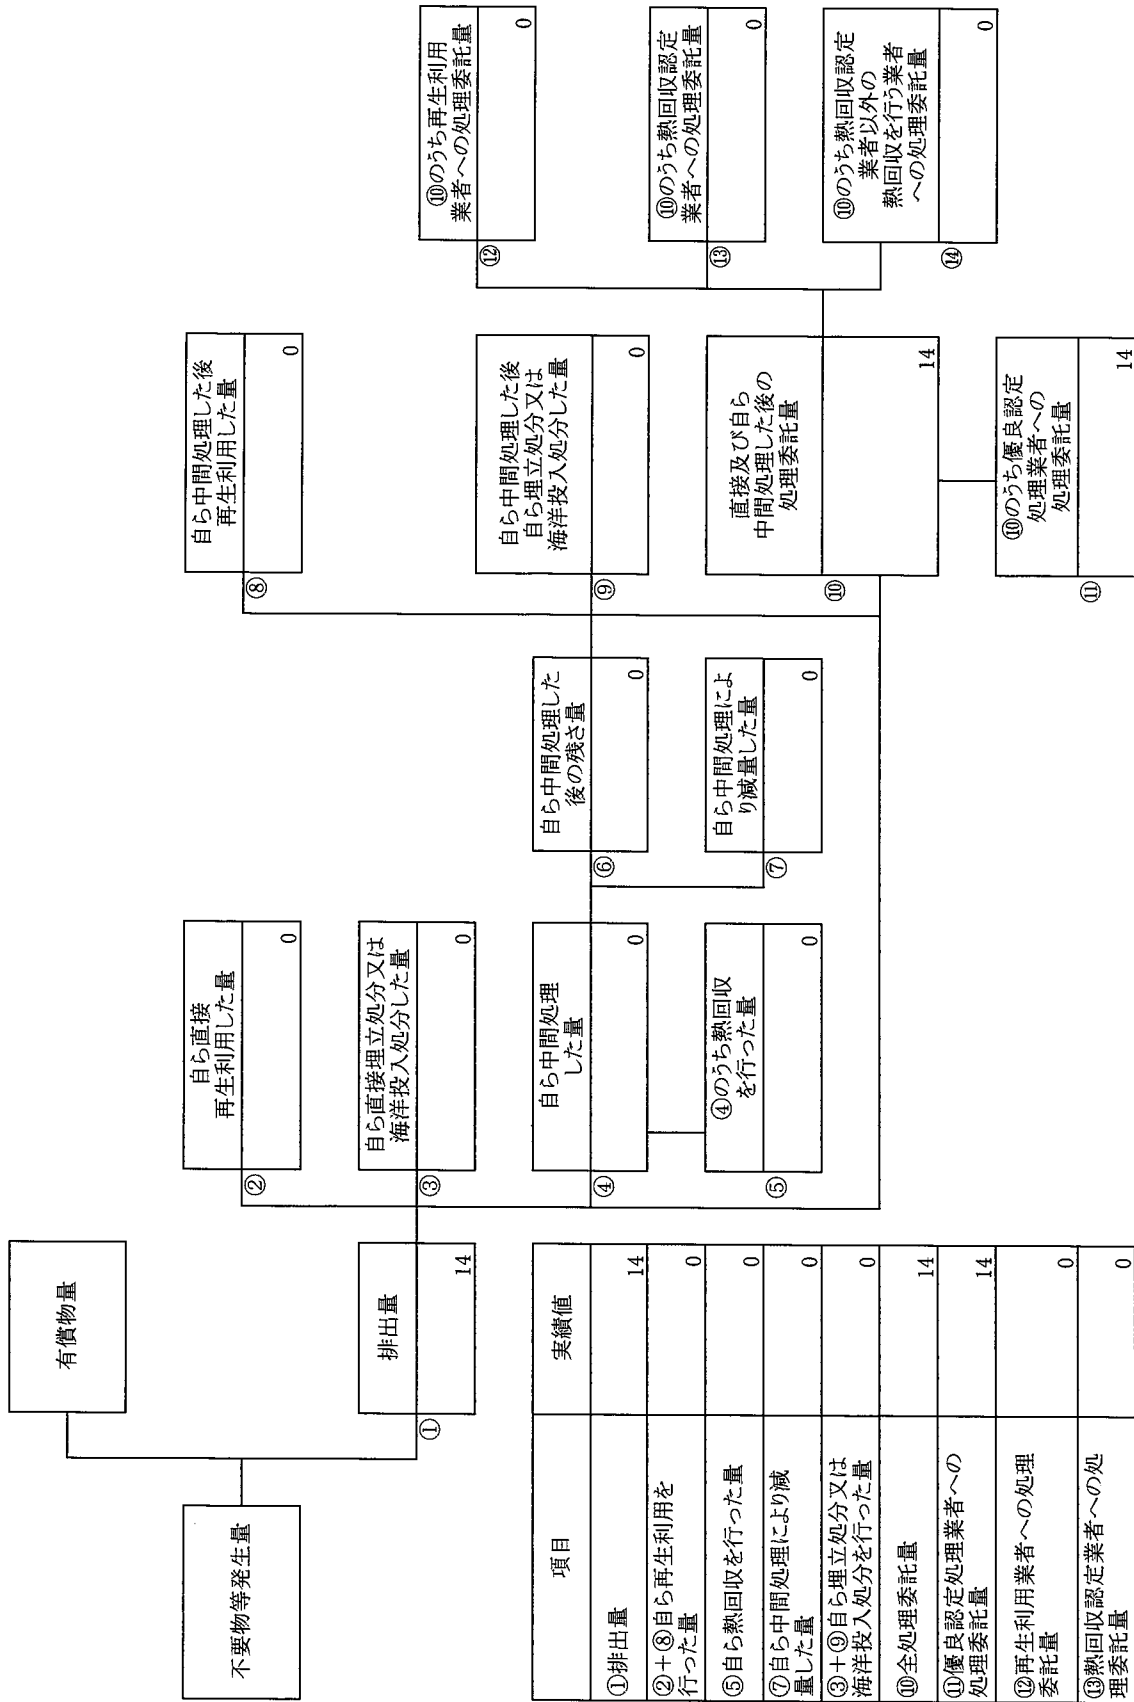 不要物等発生量
有償物量
①
排出量
14
②
自ら直接
再生利用した量
0
③
自ら直接埋立処分又は
海洋投入処分した量
0
④
自ら中間処理
した量
0
⑤
④のうち熱回収
を行った量
0
⑥
自ら中間処理した
後の残さ量
0
⑦
自ら中間処理によ
り減量した量
0
⑧
自ら中間処理した後
再生利用した量
0
⑨
自ら中間処理した後
自ら埋立処分又は
海洋投入処分した量
0
⑩
直接及び自ら
中間処理した後の
処理委託量
14
⑪
⑩のうち優良認定
処理業者への
処理委託量
14
⑫
⑩のうち再生利用
業者への処理委託量
0
⑬
⑩のうち熱回収認定
業者への処理委託量
0
⑭
⑩のうち熱回収認定
業者以外の
熱回収を行う業者
への処理委託量
0
項目 実績値
①排出量 14
②+⑧自ら再生利用を
行った量 0
⑤自ら熱回収を行った量 0
⑦自ら中間処理により減
量した量 0
③+⑨自ら埋立処分又は
海洋投入処分を行った量 0
⑩全処理委託量 14
⑪優良認定処理業者への
処理委託量 14
⑫再生利用業者への処理
委託量 0
⑬熱回収認定業者への処
理委託量 0